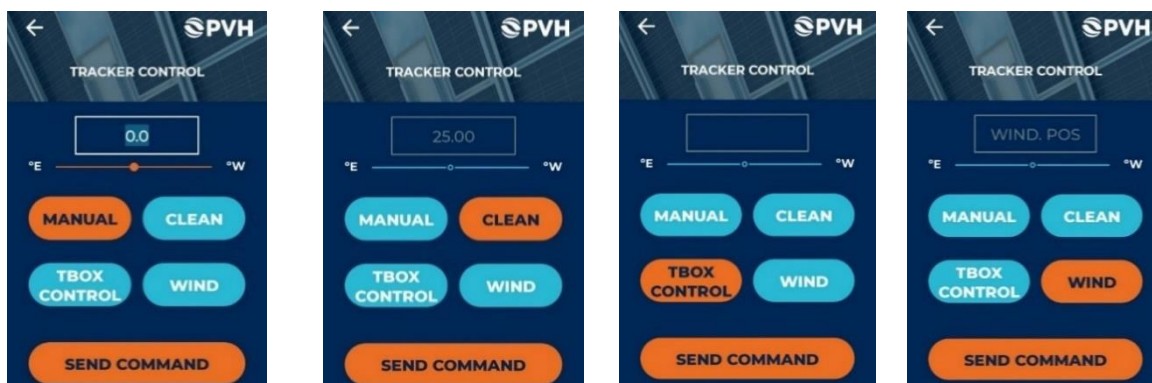 PVH
TRACKER CONTROL
0.0
°E °W
MANUAL CLEAN
TBOX
CONTROL
WIND
SEND COMMAND
PVH
TRACKER CONTROL
25.00
°E °W
MANUAL CLEAN
TBOX
CONTROL
WIND
SEND COMMAND
PVH
TRACKER CONTROL
°E °W
MANUAL CLEAN
TBOX
CONTROL
WIND
SEND COMMAND
PVH
TRACKER CONTROL
WIND. POS
°E °W
MANUAL CLEAN
TBOX
CONTROL
WIND
SEND COMMAND